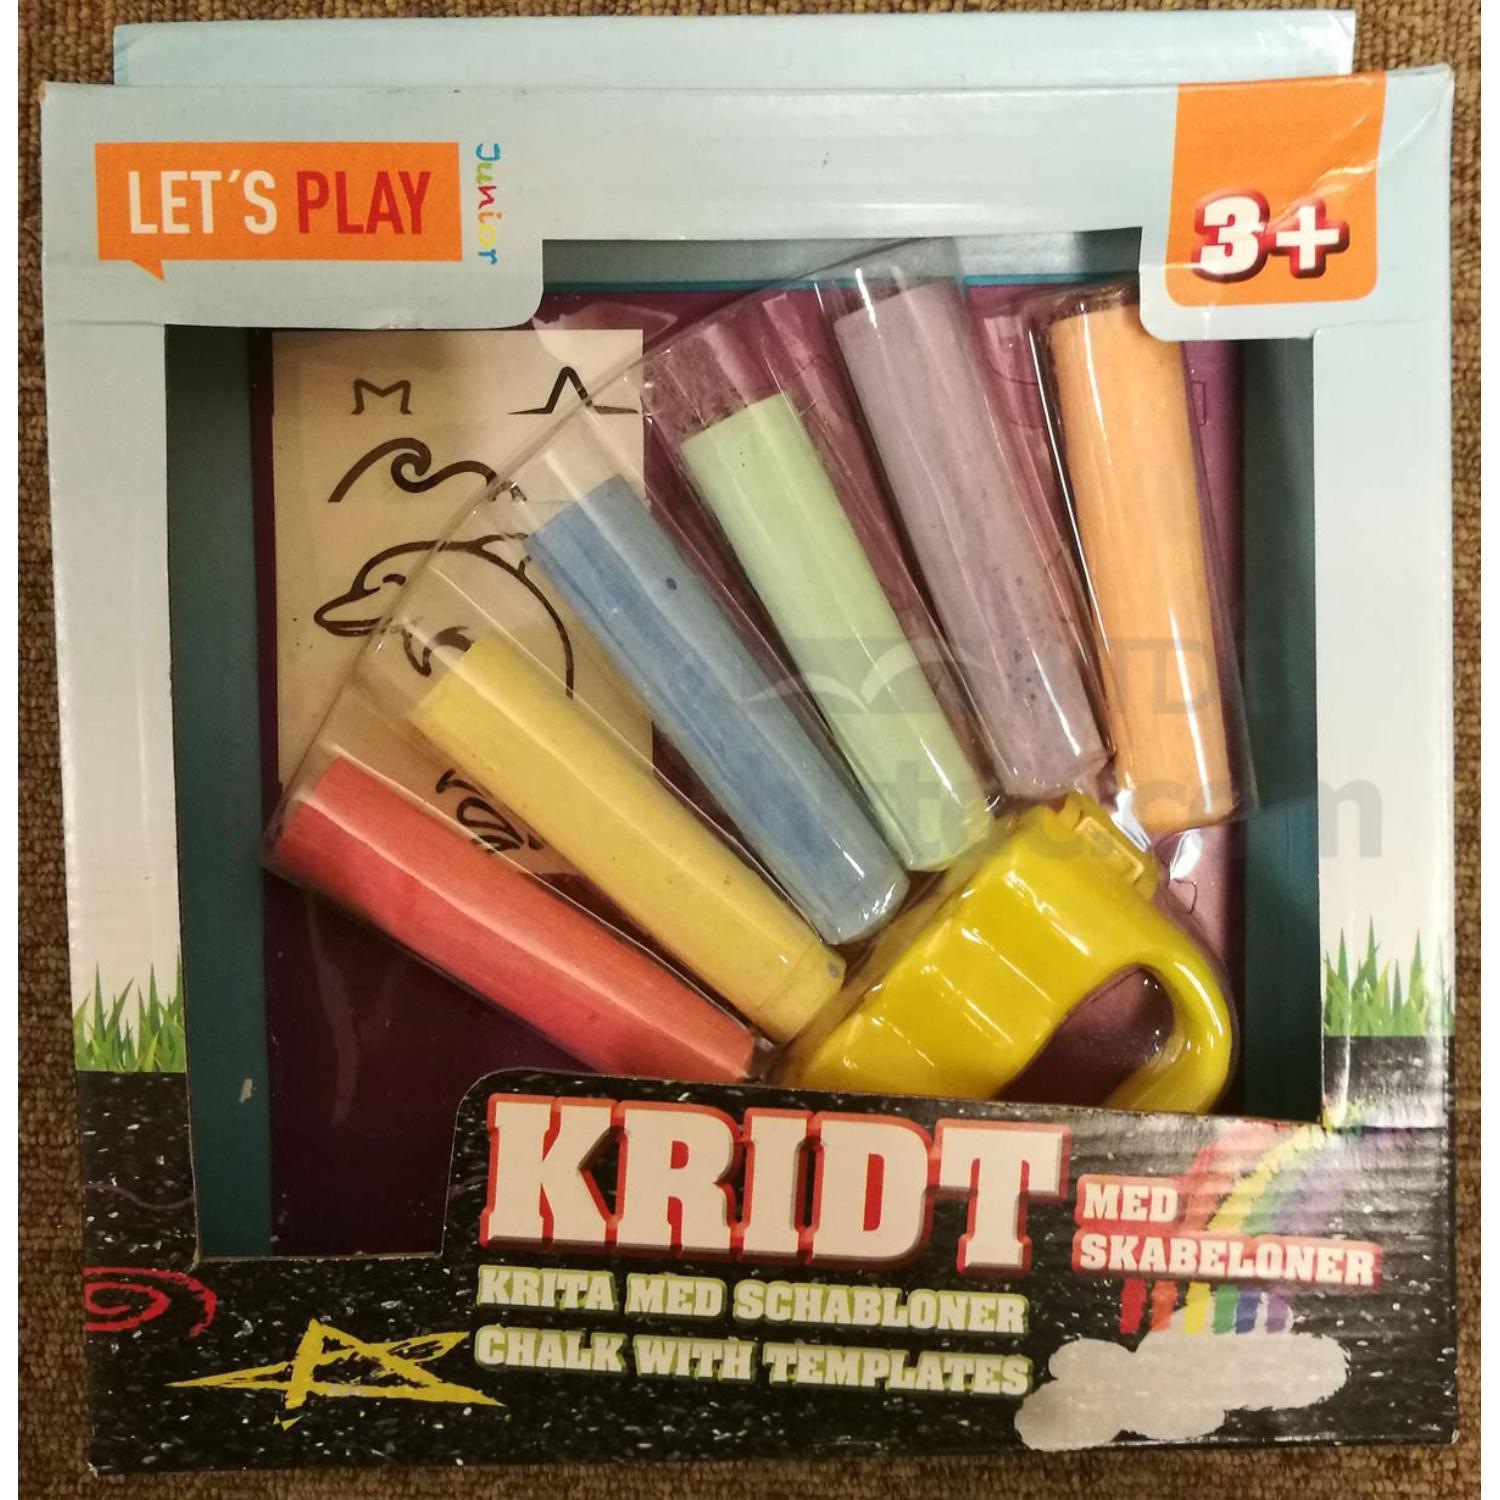 LET'S PLAY
Junior
3+
KRIDT
MED
SKABELONER
KRITA MED SCHABLONER
CHALK WITH TEMPLATES